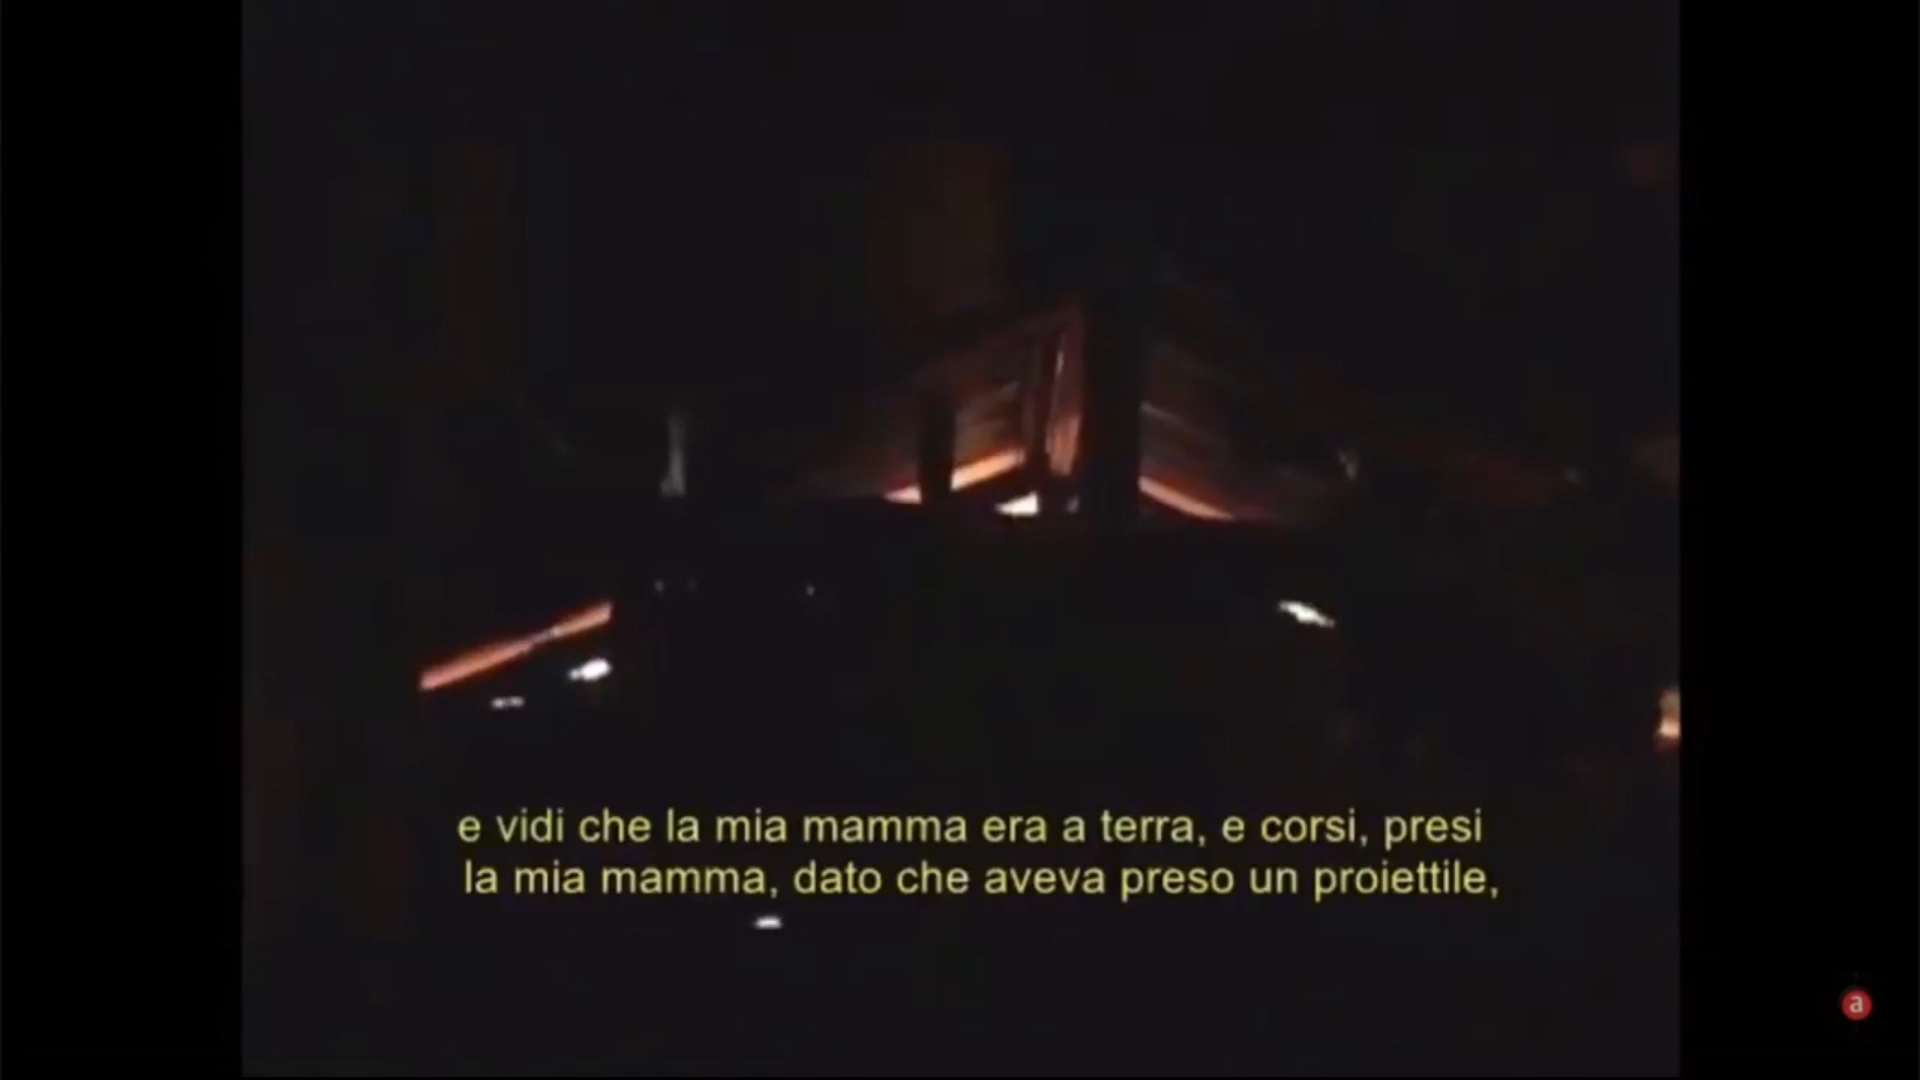 e vidi che la mia mamma era a terra, e corsi, presi
la mia mamma, dato che aveva preso un proiettile,
a